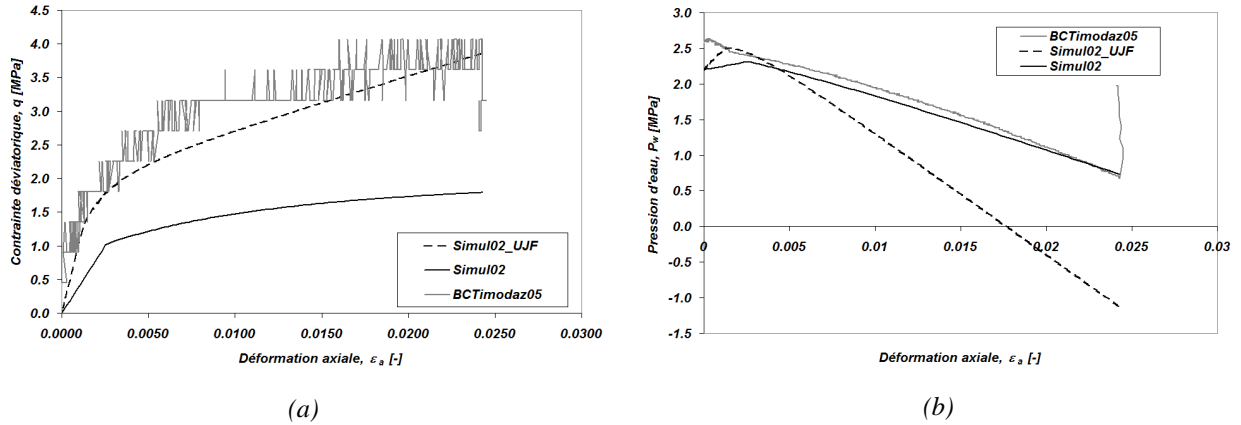 4.5
4.0
3.5
3.0
2.5
2.0
1.5
1.0
0.5
0.0
Contrainte déviatorique, q [MPa]
0.0000 0.0050 0.0100 0.0150 0.0200 0.0250 0.0300
Déformation axiale, ε a [-]
Simul02_UJF
Simul02
BCTimodaz05
(a)
3.0
2.5
2.0
1.5
1.0
0.5
0.0
-0.5
-1.0
-1.5
Pression d'eau, Pw [MPa]
0 0.005 0.01 0.015 0.02 0.025 0.03
Déformation axiale, ε a [-]
BCTimodaz05
Simul02_UJF
Simul02
(b)